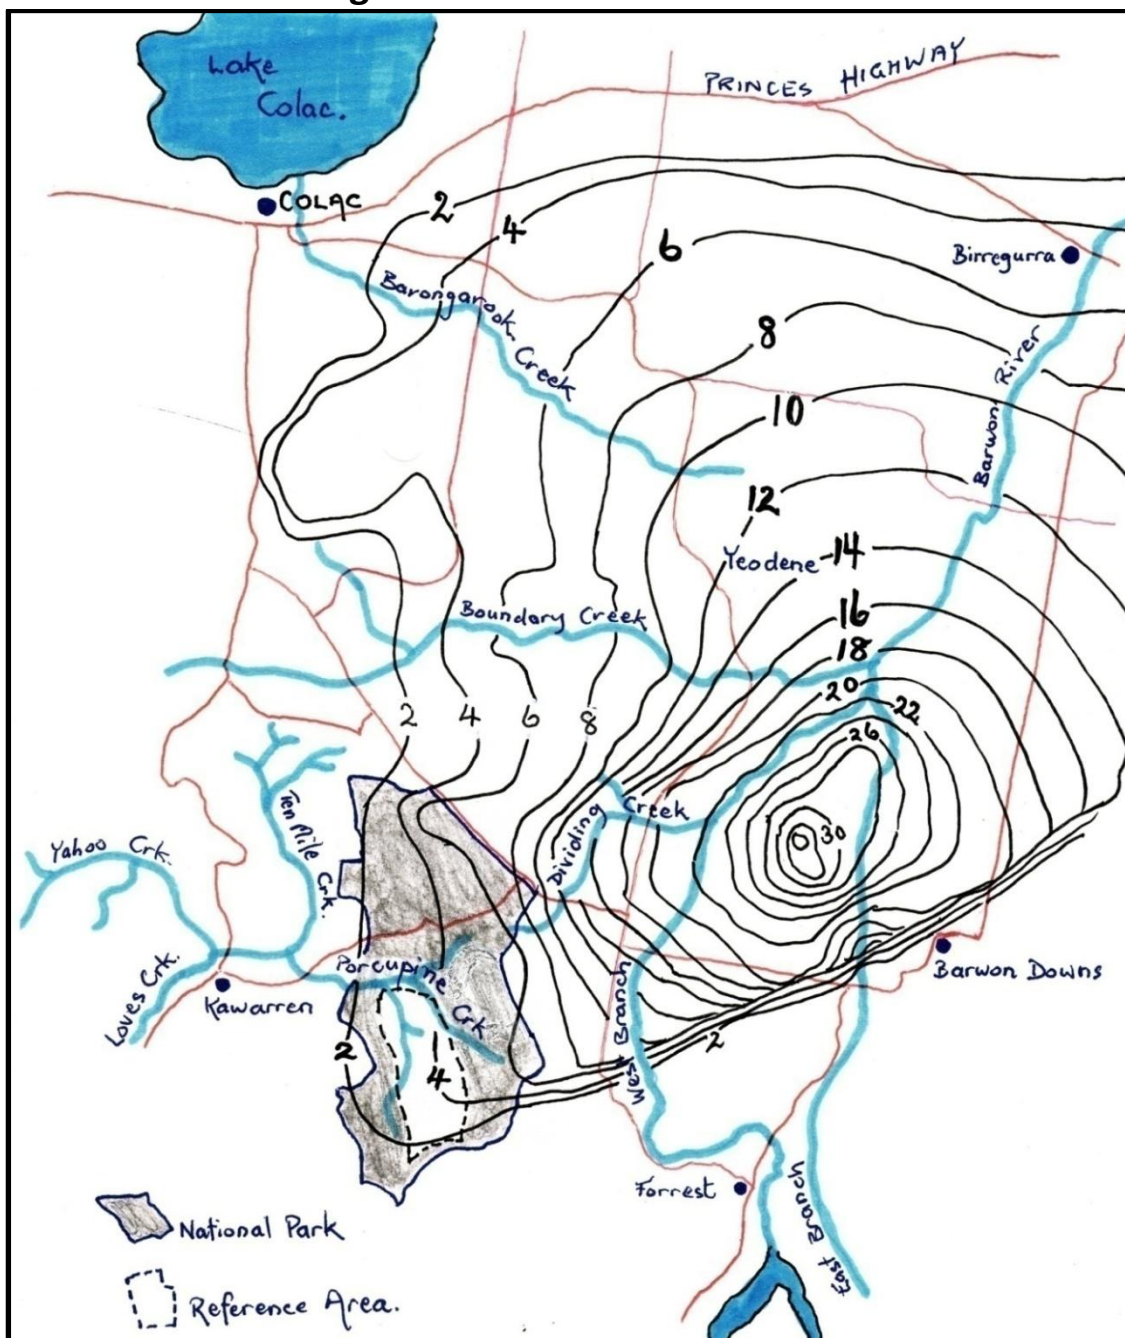 Lake
Colac.
PRINCES HIGHWAY
COLAC
2
4
6
Birregurra
Barongarook
Creek
8
Barwon River
10
12
Yeodene
14
Boundary Creek
16
18
20
22
2
4
6
8
26
Dividing Creek
30
Ten Mile Crk.
Yahoo Crk.
Porcupine
Crk
Loves Crk.
Kawarren
Barwon Downs
West Branch
2
4
2
Forrest
East Branch
National Park
Reference Area.